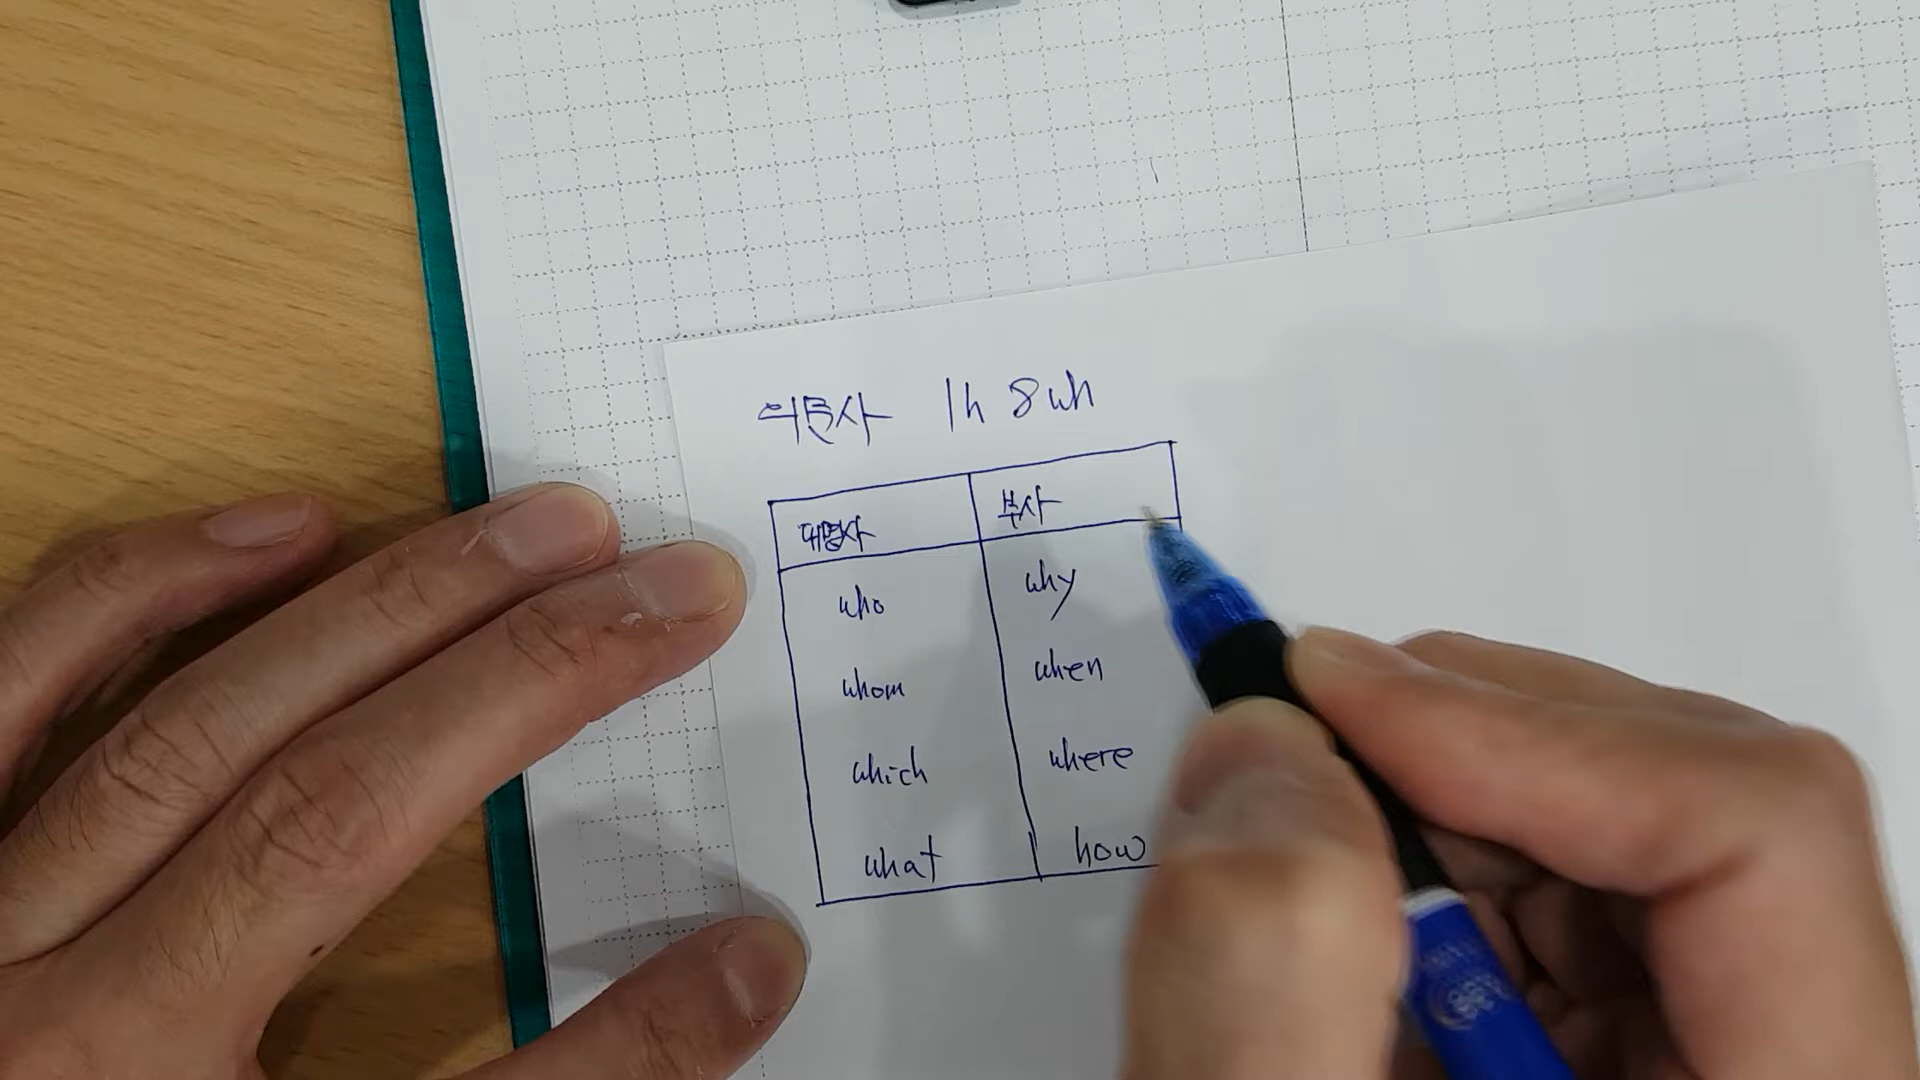 의문사 1h 8wh
대명사 부사
who why
whom when
which where
what how